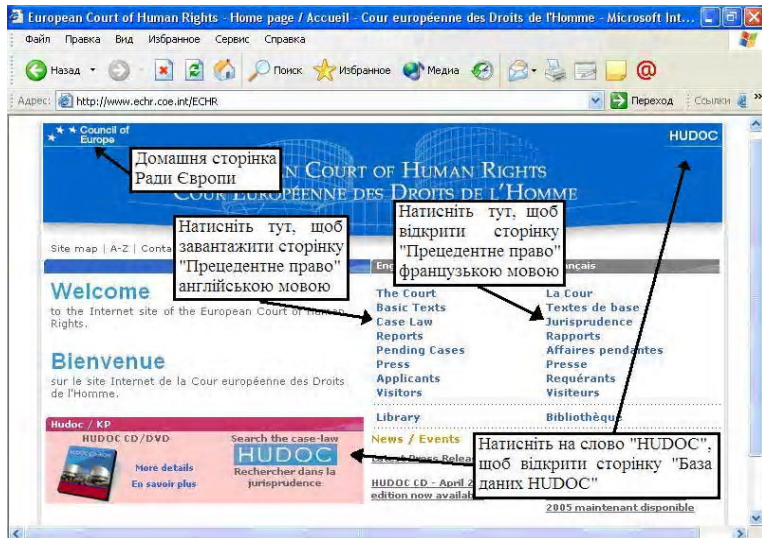 European Court of Human Rights - Home page / Accueil - Cour européenne des Droits de l'Homme - Microsoft Int...
Файл Правка Вид Избранное Сервис Справка
Назад Поиск Избранное Медиа
Адрес: http://www.echr.coe.int/ECHR Переход Ссылки »
Council of
Europe
HUDOC
Домашня сторінка
Ради Європи
COURT OF HUMAN RIGHTS
COUR EUROPÉENNE DES DROITS DE L'HOMME
Натисніть тут, щоб
завантажити сторінку
"Прецедентне право"
англійською мовою
Натисніть тут, щоб
відкрити сторінку
"Прецедентне право"
французькою мовою
Site map | A-Z |
Welcome
to the Internet site of the European Court of Human
Rights.
Bienvenue
sur le site Internet de la Cour européenne des Droits
de l'Homme.
The Court
Basic Texts
Case Law
Reports
Pending Cases
Press
Applicants
Visitors
Library
La Cour
Textes de base
Jurisprudence
Rapports
Affaires pendantes
Presse
Requérants
Visiteurs
Bibliothèque
Hudoc / KP
HUDOC CD/DVD
More details
En savoir plus
Search the case-law
HUDOC
Rechercher dans la
jurisprudence
News / Events
Latest Press
HUDOC CD - April
edition now
Натисніть на слово "HUDOC",
щоб відкрити сторінку "База
даних HUDOC"
2005 maintenant disponible